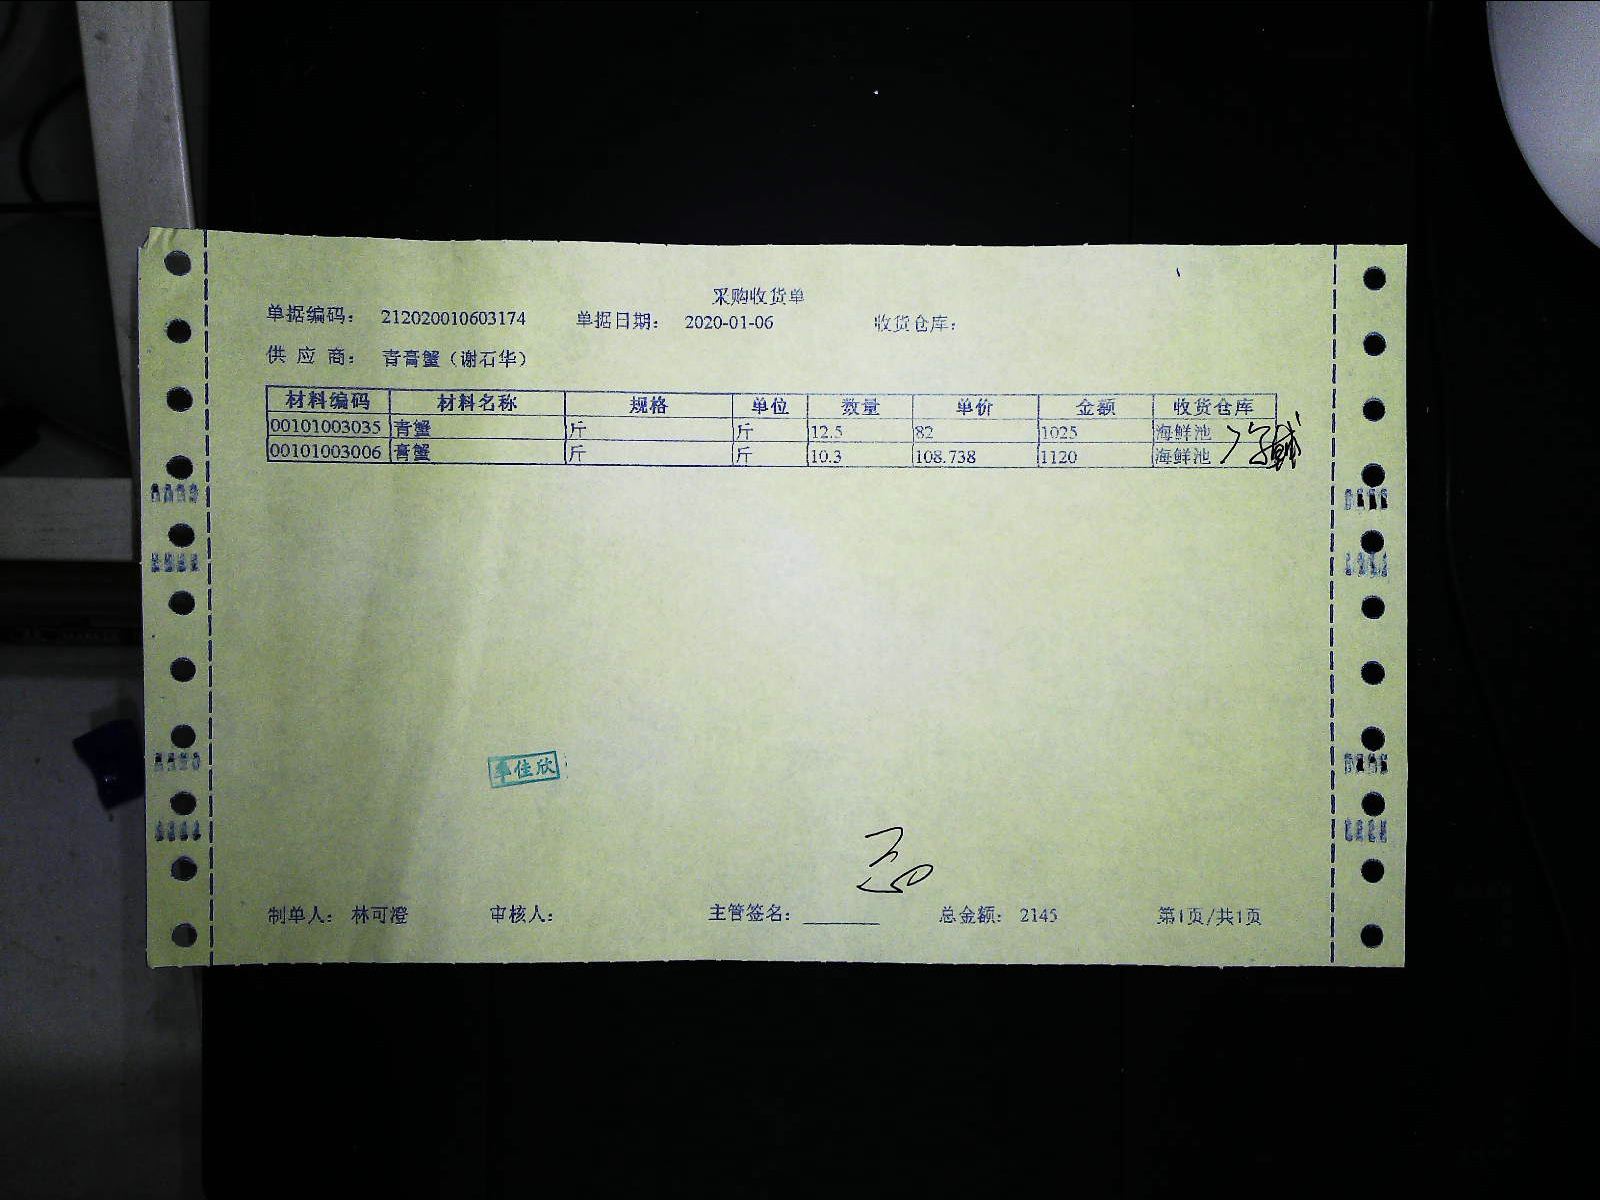 采购收货单
单据编码： 212020010603174 单据日期： 2020-01-06 收货仓库：
供 应 商： 青膏蟹（谢石华）
材料编码 材料名称 规格 单位 数量 单价 金额 收货仓库
00101003035 青蟹 斤 斤 12.5 82 1025 海鲜池
00101003006 膏蟹 斤 斤 10.3 108.738 1120 海鲜池
佳欣
制单人： 林可澄 审核人： 主管签名： 总金额： 2145 第1页/共1页